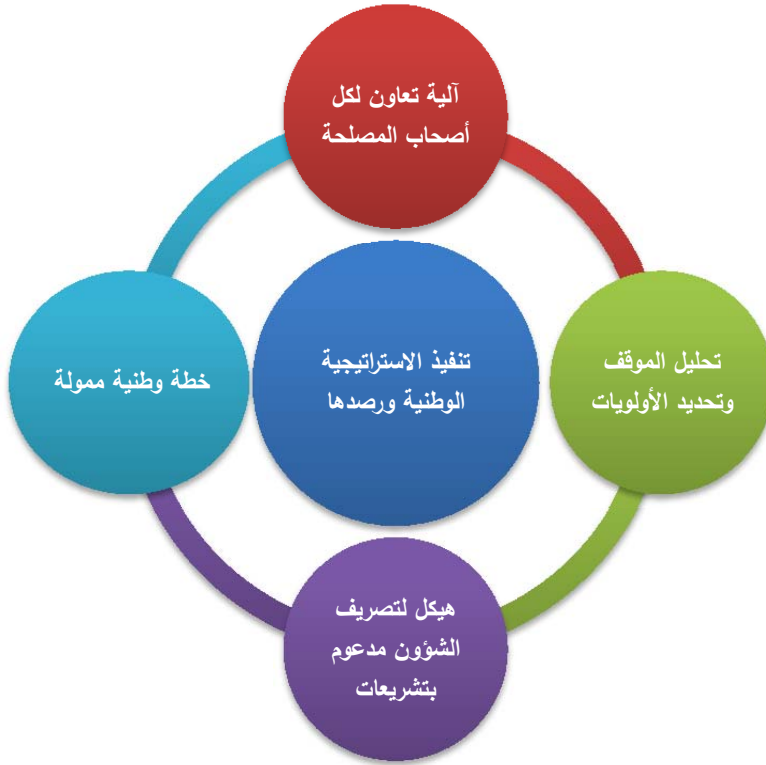 آلية تعاون لكل
أصحاب المصلحة
تحليل الموقف
وتحديد الأولويات
تنفيذ الاستراتيجية
الوطنية ورصدها
خطة وطنية ممولة
هيكل لتصريف
الشؤون مدعوم
بتشريعات